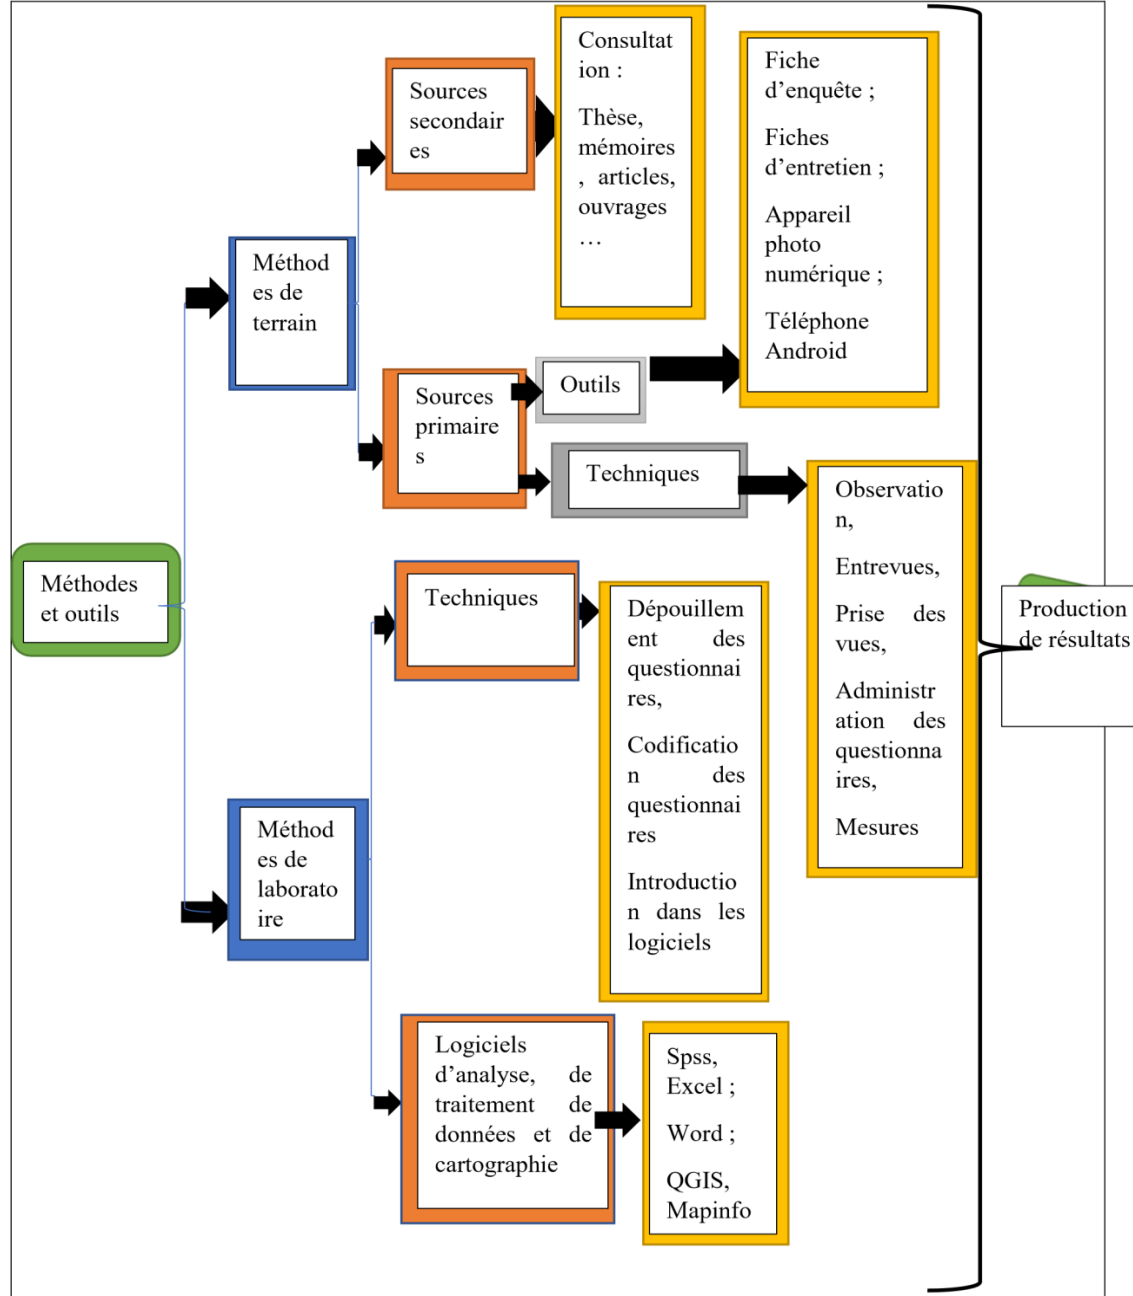 Consultat
ion :
Thèse,
mémoires
, articles,
ouvrages
…
Fiche
d’enquête ;
Fiches
d’entretien ;
Appareil
photo
numérique ;
Téléphone
Android
Sources
secondair
es
Méthod
es de
terrain
Sources
primaire
s
Outils
Techniques
Observatio
n,
Entrevues,
Prise des
vues,
Administr
ation des
questionna
ires,
Mesures
Méthodes
et outils
Techniques
Dépouillem
ent des
questionnai
res,
Codificatio
n des
questionnai
res
Introductio
n dans les
logiciels
Production
de résultats
Méthod
es de
laborato
ire
Logiciels
d’analyse, de
traitement de
données et de
cartographie
Spss,
Excel ;
Word ;
QGIS,
Mapinfo